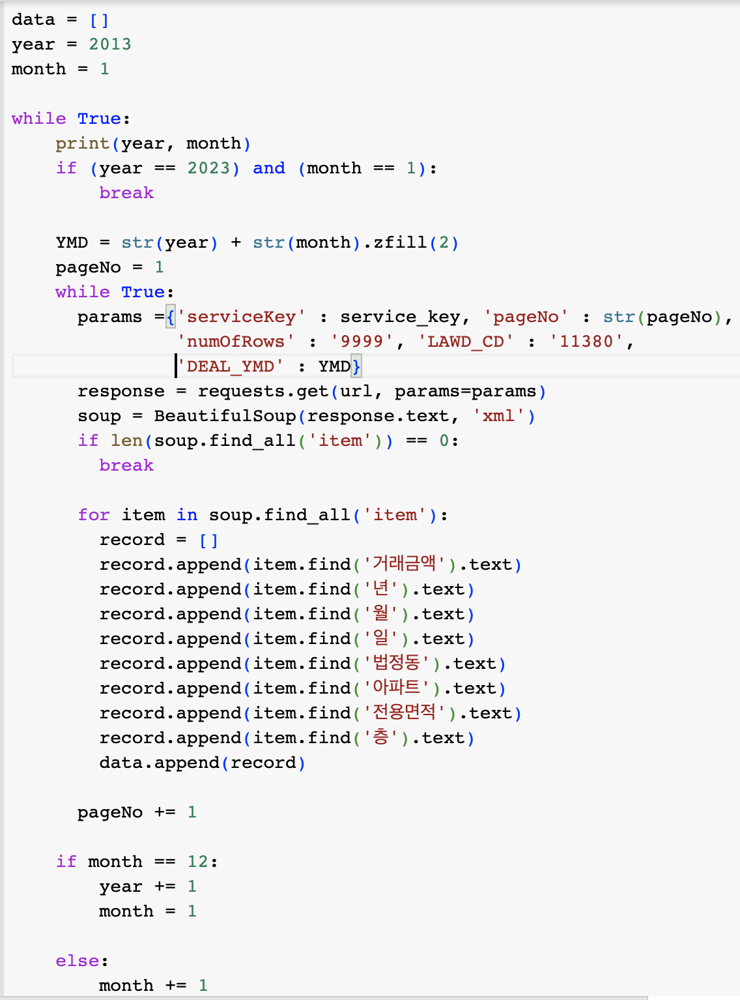 data = []
year = 2013
month = 1
while True:
    print(year, month)
    if (year == 2023) and (month == 1):
        break
    YMD = str(year) + str(month).zfill(2)
    pageNo = 1
    while True:
      params ={'serviceKey' : service_key, 'pageNo' : str(pageNo),
               'numOfRows' : '9999', 'LAWD_CD' : '11380',
               'DEAL_YMD' : YMD}
      response = requests.get(url, params=params)
      soup = BeautifulSoup(response.text, 'xml')
      if len(soup.find_all('item')) == 0:
        break
      for item in soup.find_all('item'):
        record = []
        record.append(item.find('거래금액').text)
        record.append(item.find('년').text)
        record.append(item.find('월').text)
        record.append(item.find('일').text)
        record.append(item.find('법정동').text)
        record.append(item.find('아파트').text)
        record.append(item.find('전용면적').text)
        record.append(item.find('층').text)
        data.append(record)
      pageNo += 1
    if month == 12:
        year += 1
        month = 1
    else:
        month += 1